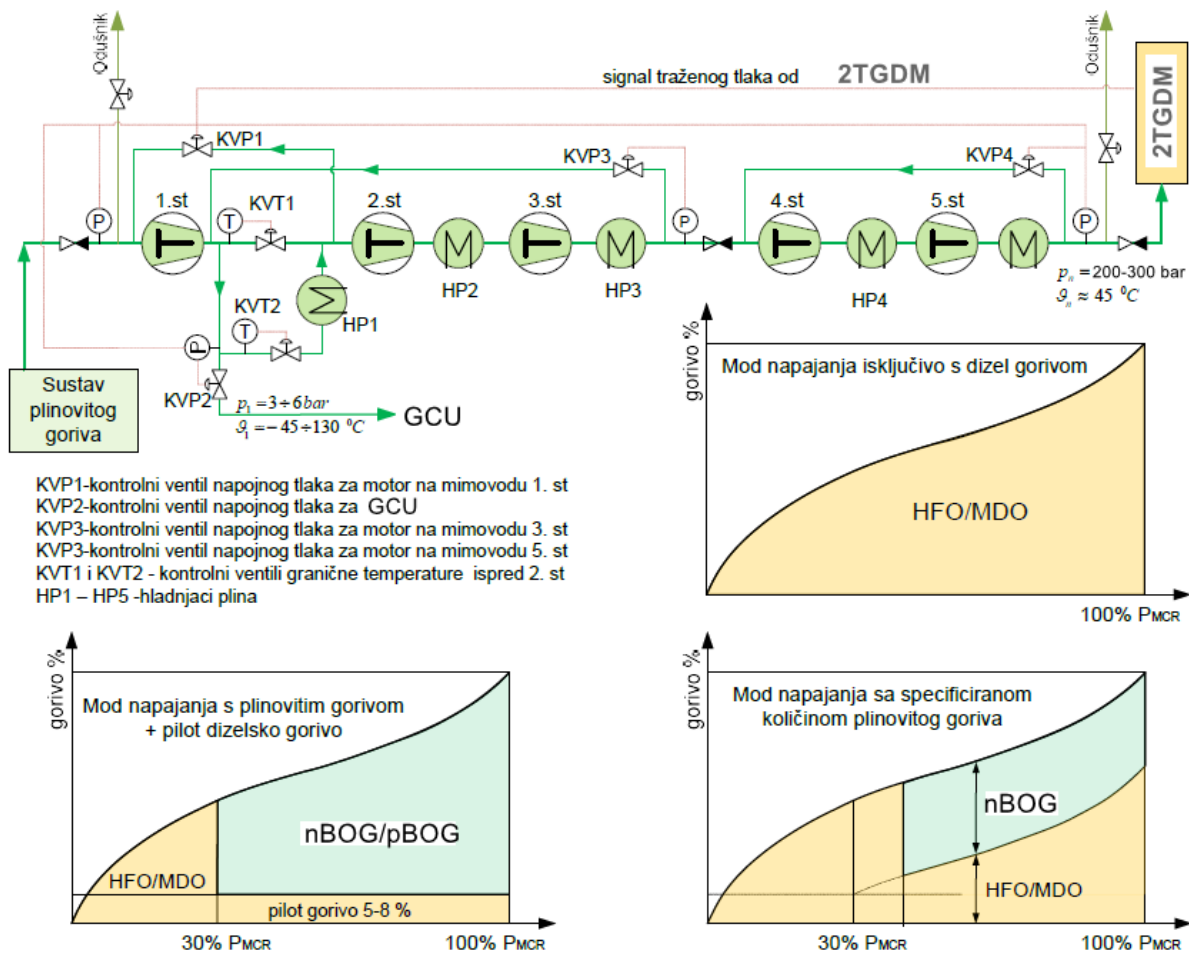 Odušnik
Odušnik
signal traženog tlaka od 2TGDM
2TGDM
KVP1
KVP3
KVP4
P
1.st
T
KVT1
2.st
3.st
P
4.st
5.st
P
M
HP2
M
HP3
M
HP4
M
pₙ = 200-300 bar
ϑₙ ≈ 45 ⁰C
KVT2
T
HP1
P
KVP2
Sustav
plinovitog
goriva
p₁ = 3 ÷ 6 bar
ϑ₁ = − 45 ÷ 130 ⁰C
GCU
KVP1-kontrolni ventil napojnog tlaka za motor na mimovodu 1. st
KVP2-kontrolni ventil napojnog tlaka za GCU
KVP3-kontrolni ventil napojnog tlaka za motor na mimovodu 3. st
KVP3-kontrolni ventil napojnog tlaka za motor na mimovodu 5. st
KVT1 i KVT2 - kontrolni ventili granične temperature ispred 2. st
HP1 – HP5 -hladnjaci plina
gorivo %
Mod napajanja isključivo s dizel gorivom
HFO/MDO
100% PMCR
gorivo %
Mod napajanja s plinovitim gorivom
+ pilot dizelsko gorivo
nBOG/pBOG
HFO/MDO
pilot gorivo 5-8 %
30% PMCR
100% PMCR
gorivo %
Mod napajanja sa specificiranom
količinom plinovitog goriva
nBOG
HFO/MDO
30% PMCR
100% PMCR